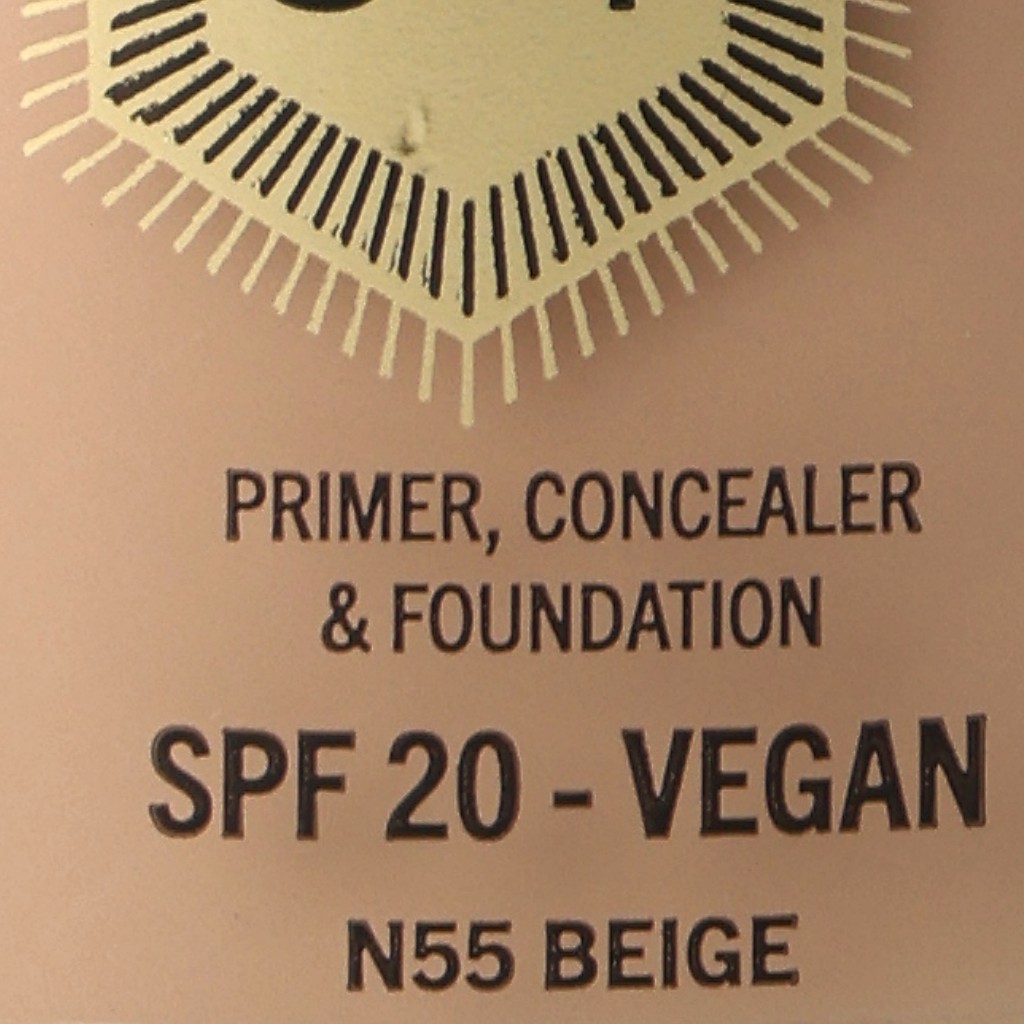 PRIMER, CONCEALER
& FOUNDATION
SPF 20 - VEGAN
N55 BEIGE